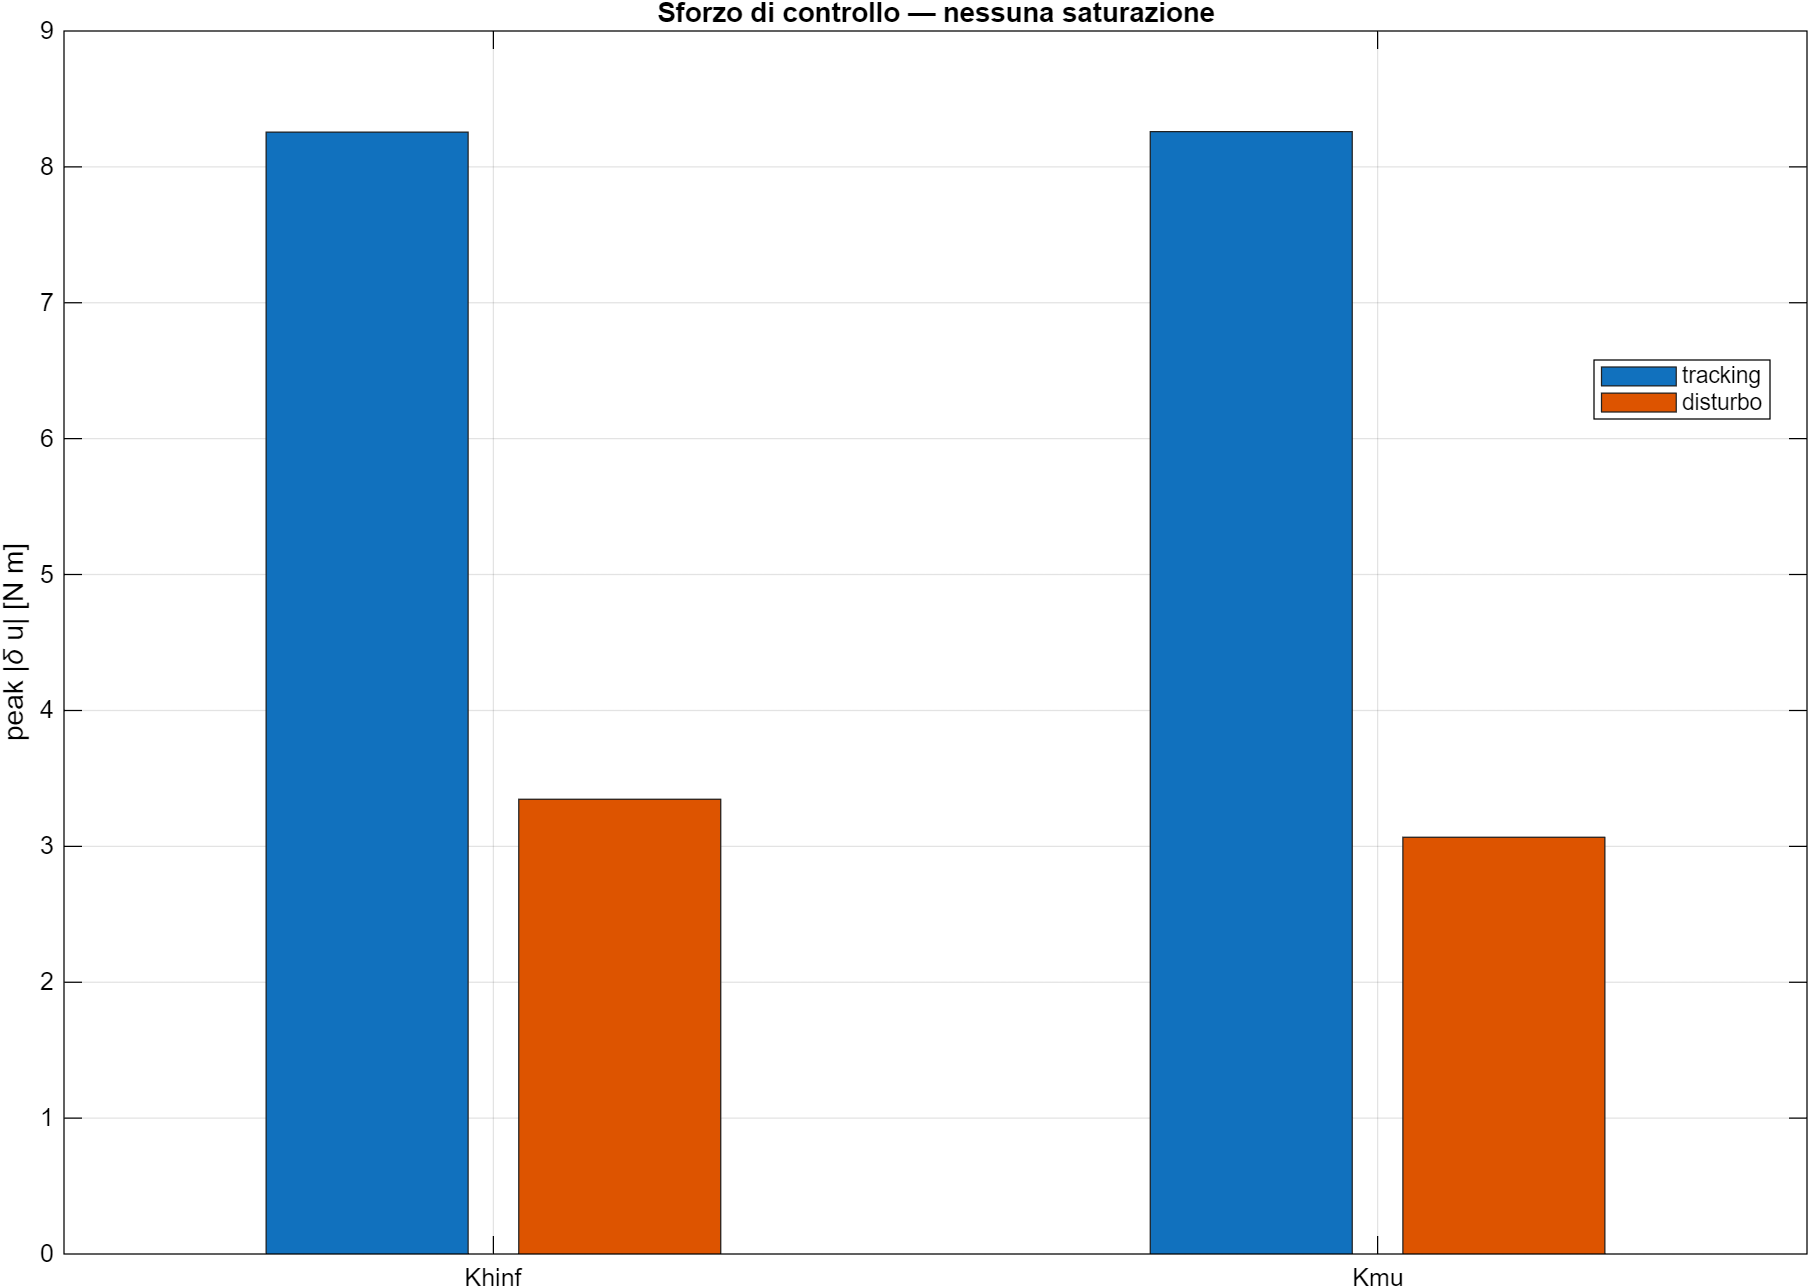 Sforzo di controllo — nessuna saturazione
9
8
7
6
5
4
3
2
1
0
peak |δ u| [N m]
tracking
disturbo
Khinf
Kmu